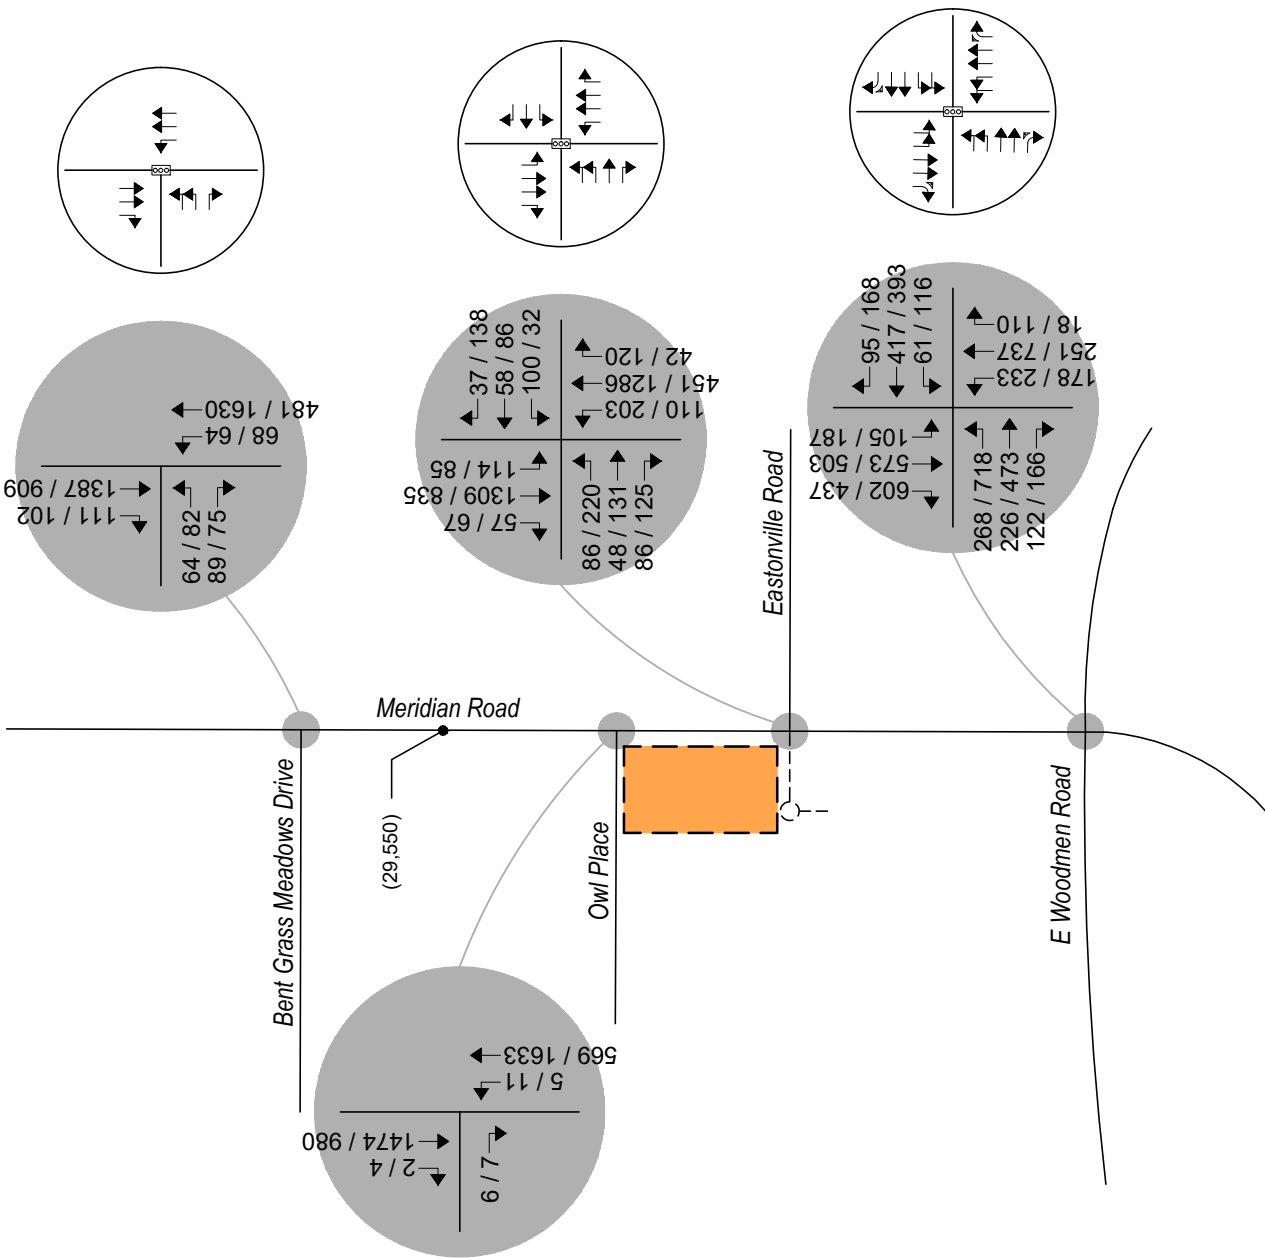 95 / 168
417 / 393
61 / 116
18 / 110
251 / 737
178 / 233
105 / 187
573 / 503
602 / 437
268 / 718
226 / 473
122 / 166
37 / 138
58 / 86
100 / 32
42 / 120
451 / 1286
110 / 203
114 / 85
1309 / 835
57 / 67
86 / 220
48 / 131
86 / 125
481 / 1630
68 / 64
1387 / 909
111 / 102
64 / 82
89 / 75
Eastonville Road
Meridian Road
Bent Grass Meadows Drive
(29,550)
Owl Place
E Woodmen Road
569 / 1633
5 / 11
1474 / 980
2 / 4
6 / 7